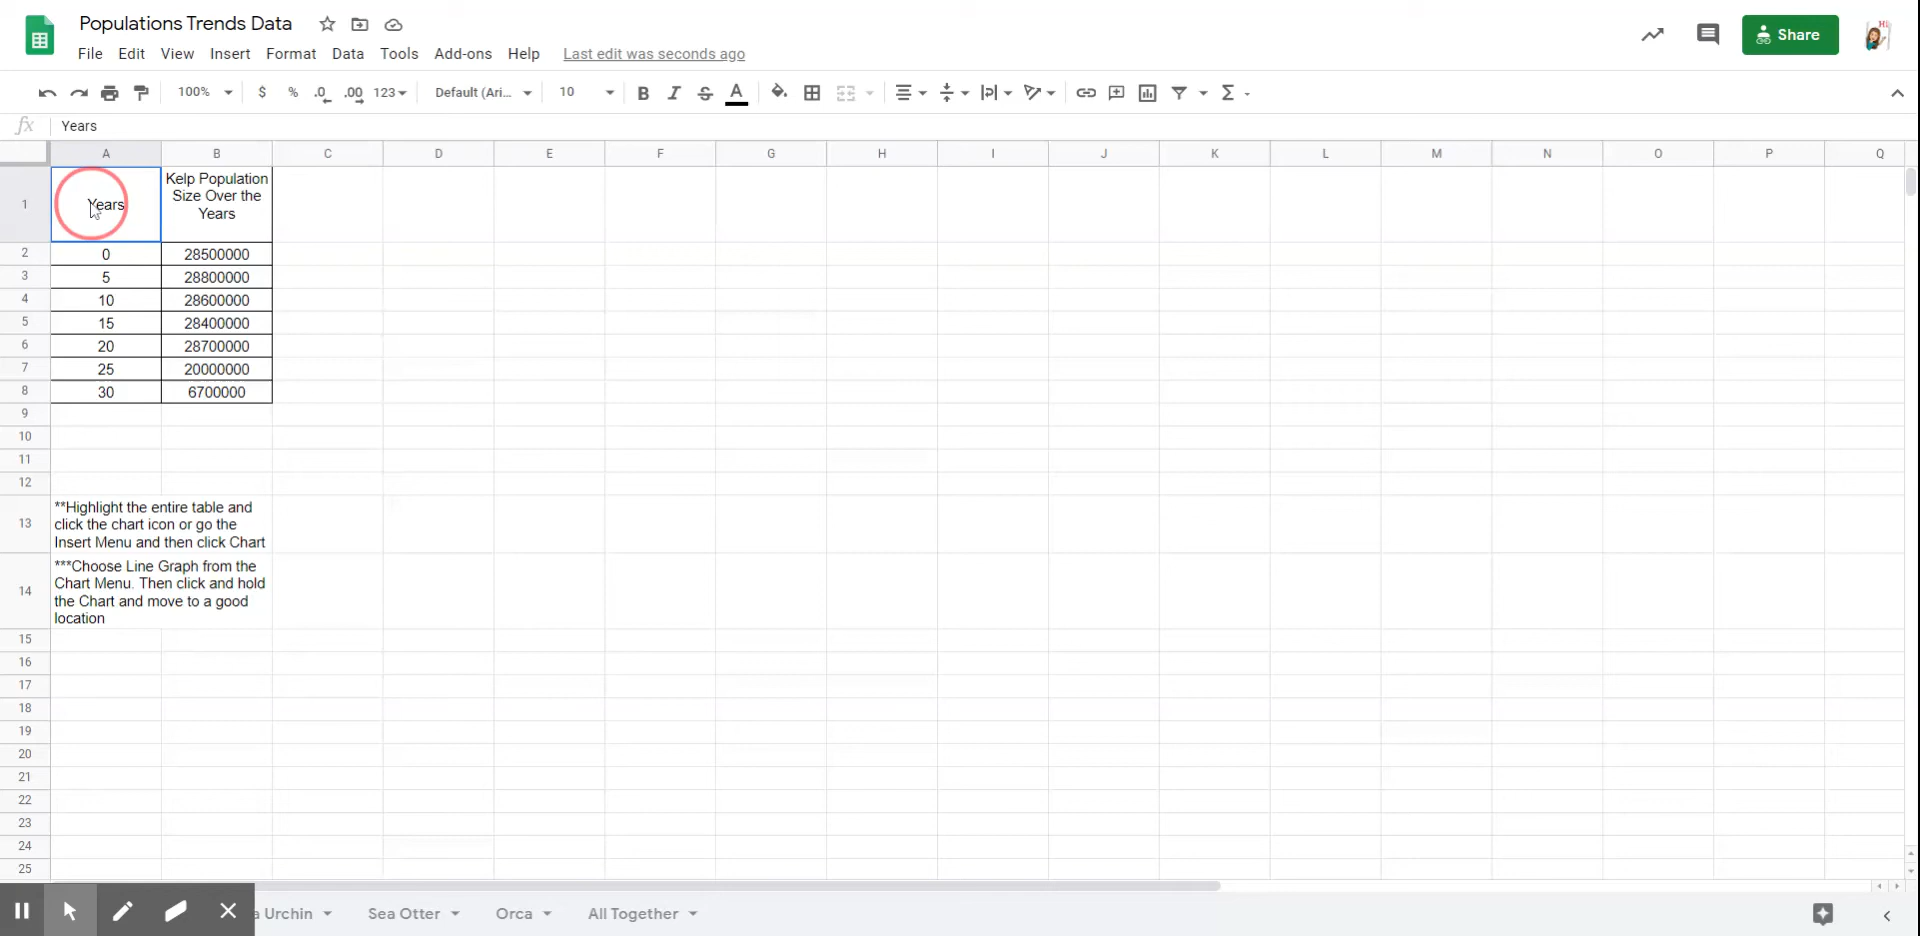 Populations Trends Data
Hi
File Edit View Insert Format Data Tools Add-ons Help Last edit was seconds ago
Share
100% $ % .0 .00 123 Default (Ari... 10 B I S A Σ
fx Years
A B C D E F G H I J K L M N O P Q
1 Years Kelp Population
Size Over the
Years
2 0 28500000
3 5 28800000
4 10 28600000
5 15 28400000
6 20 28700000
7 25 20000000
8 30 6700000
9
10
11
12
13 **Highlight the entire table and
click the chart icon or go the
Insert Menu and then click Chart
14 ***Choose Line Graph from the
Chart Menu. Then click and hold
the Chart and move to a good
location
15
16
17
18
19
20
21
22
23
24
25
a Urchin Sea Otter Orca All Together